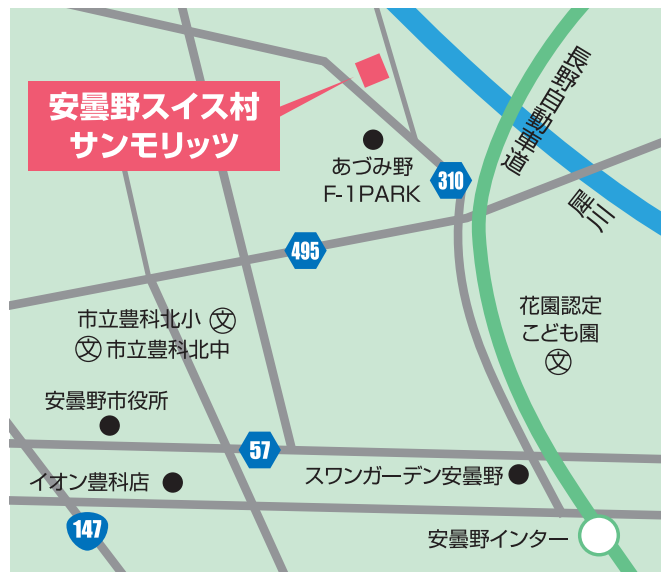 安曇野スイス村
サンモリッツ
長野自動車道
あづみ野
F-1PARK
310
犀川
495
花園認定
こども園
文
市立豊科北小 文
文 市立豊科北中
安曇野市役所
57
イオン豊科店
スワンガーデン安曇野
147
安曇野インター